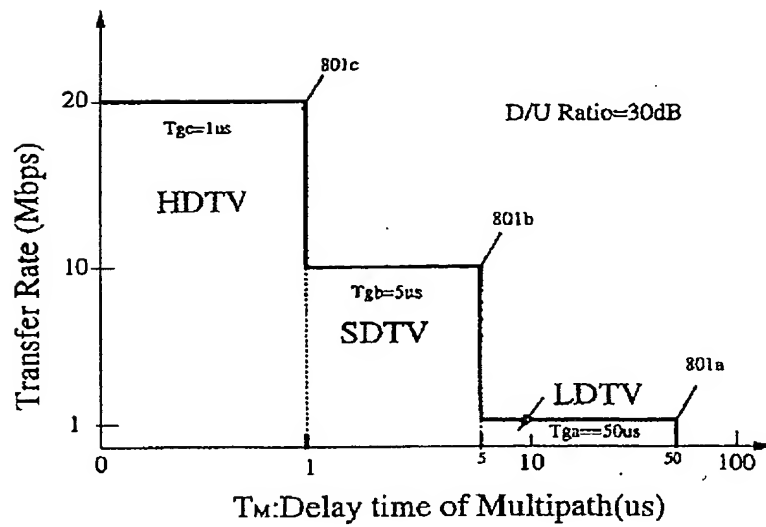 801c
20
Tgc=1us
D/U Ratio=30dB
HDTV
801b
10
Tgb=5us
SDTV
801a
LDTV
1
Tga==50us
0
1
5
10
50
100
Transfer Rate (Mbps)
TM:Delay time of Multipath(us)